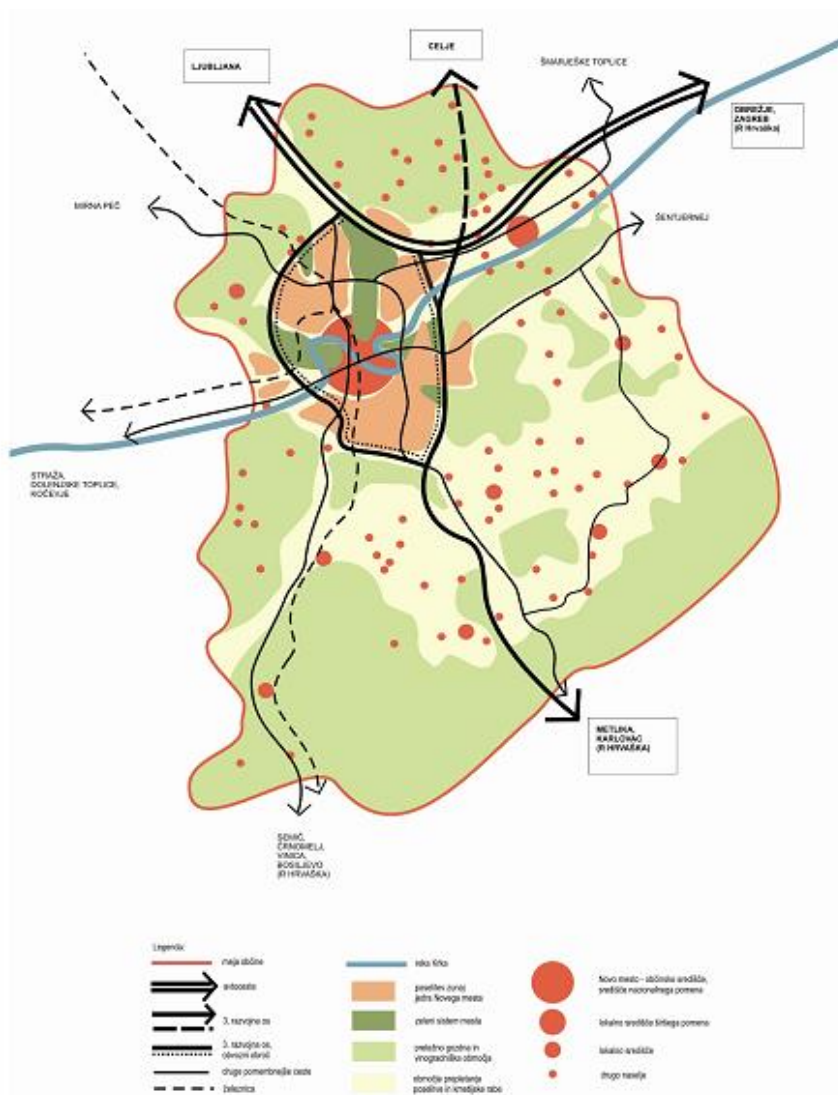 CELJE
LJUBLJANA
ŠMARJEŠKE TOPLICE
OBREŽJE,
ZAGREB
(R Hrvaška)
MIRNA PEČ
ŠENTJERNEJ
STRAŽA,
DOLENJSKE TOPLICE,
KOČEVJE
METLIKA,
KARLOVAC
(R HRVAŠKA)
SEMIČ,
ČRNOMELJ,
VINICA,
BOSILJEVO
(R HRVAŠKA)
Legenda:
meja občine
avtocesta
3. razvojna os
3. razvojna os,
obvozni obroč
druge pomembnejše ceste
železnica
reka Krka
poselitev zunaj
jedra Novega mesta
zeleni sistem mesta
pretežno gozdna in
vinogradniška območja
območje prepletanja
poselitve in kmetijske rabe
Novo mesto - občinsko središče,
središče nacionalnega pomena
lokalno središče širšega pomena
lokalno središče
drugo naselje